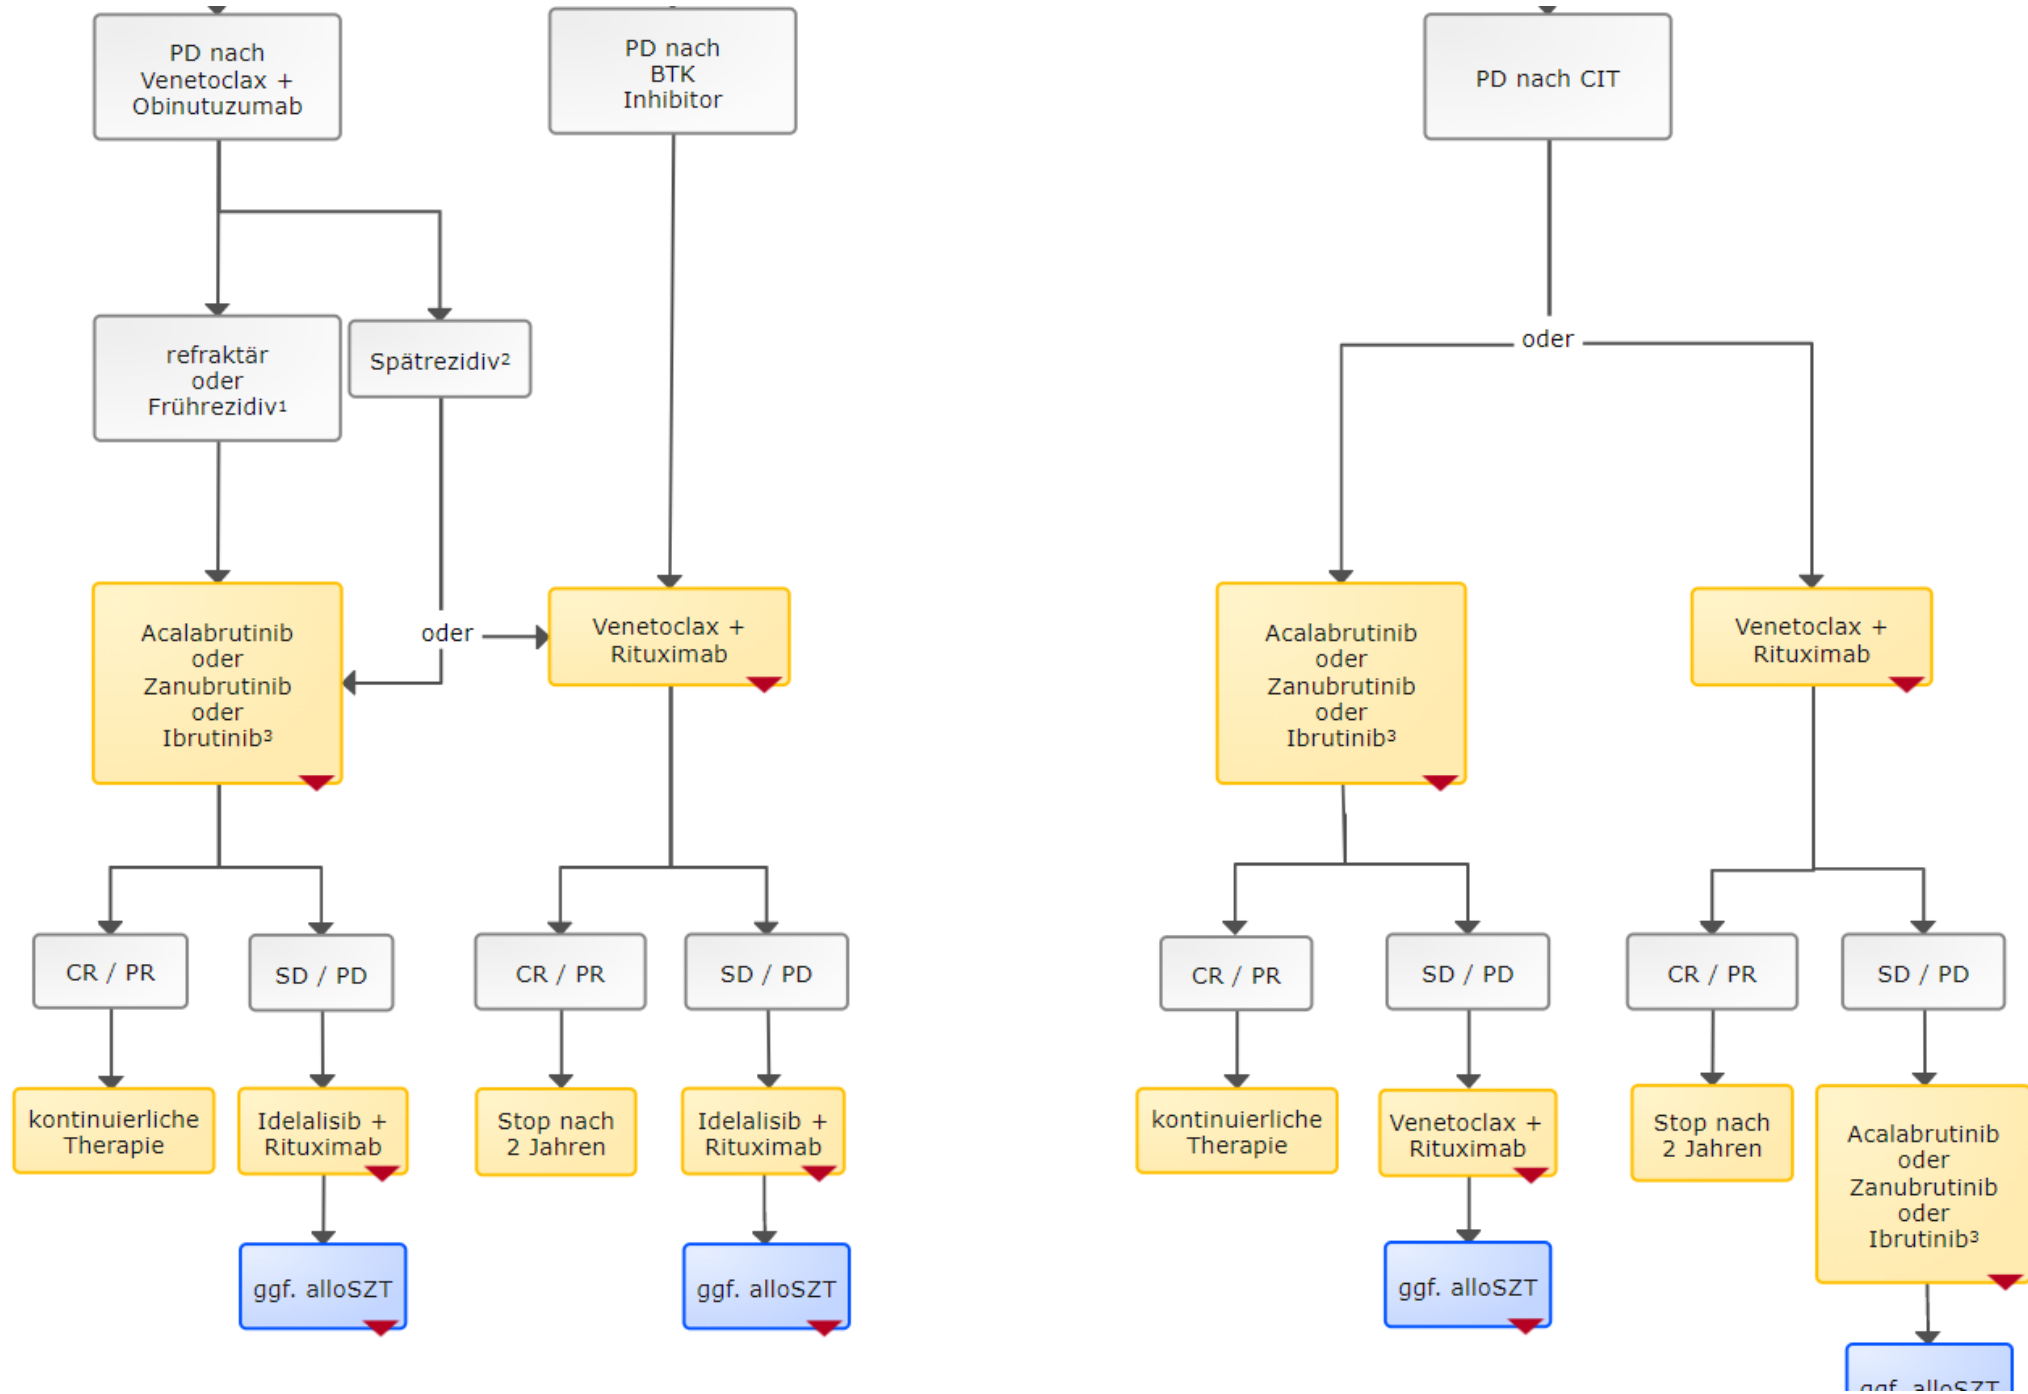 PD nach
Venetoclax +
Obinutuzumab
PD nach
BTK
Inhibitor
PD nach CIT
refraktär
oder
Frührezidiv¹
Spätrezidiv²
oder
Acalabrutinib
oder
Zanubrutinib
oder
Ibrutinib³
oder
Venetoclax +
Rituximab
Acalabrutinib
oder
Zanubrutinib
oder
Ibrutinib³
Venetoclax +
Rituximab
CR / PR
SD / PD
CR / PR
SD / PD
CR / PR
SD / PD
CR / PR
SD / PD
kontinuierliche
Therapie
Idelalisib +
Rituximab
Stop nach
2 Jahren
Idelalisib +
Rituximab
kontinuierliche
Therapie
Venetoclax +
Rituximab
Stop nach
2 Jahren
Acalabrutinib
oder
Zanubrutinib
oder
Ibrutinib³
ggf. alloSZT
ggf. alloSZT
ggf. alloSZT
ggf. alloSZT